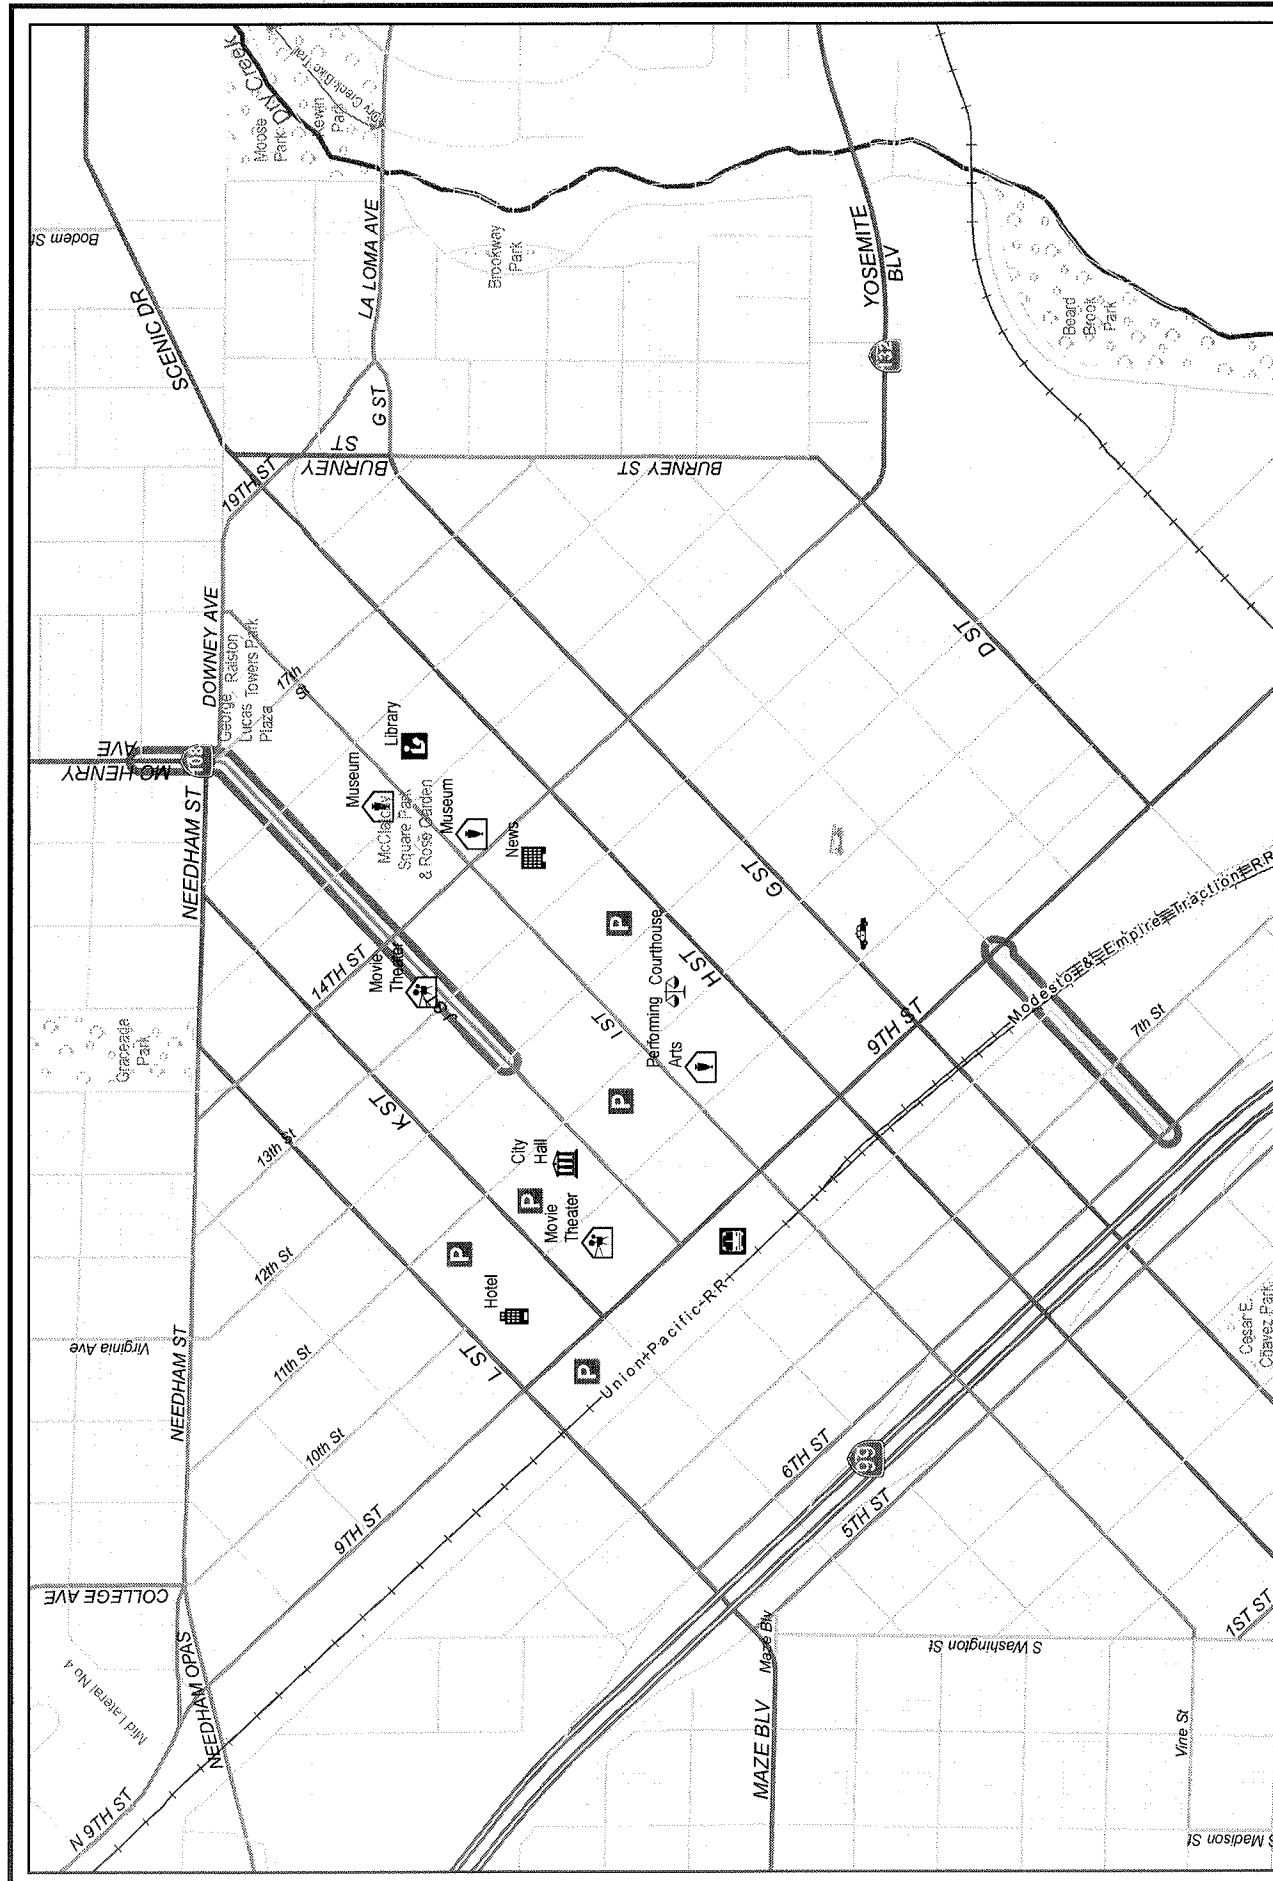 Bodem St
Moose
Park
Dry Creek
Kewin
Park
Dry Creek Bike Trail
SCENIC DR
LA LOMA AVE
Brookway
Park
YOSEMITE
BLV
132
Beard
Brook
Park
19TH ST
BURNEY
ST
G ST
BURNEY ST
DOWNEY AVE
George
Lucas
Plaza
Ralston
Towers Park
17th
St
D ST
MC HENRY
AVE
108
NEEDHAM ST
Library
Museum
McClatchy
Square Park
& Rose Garden
Museum
News
14TH ST
Movie
Theater
J S
P
I ST
H ST
G ST
Courthouse
Performing
Arts
9TH ST
Modesto & Empire Traction RR
7th St
Graceada
Park
K ST
13th St
P
City
Hall
P
Movie
Theater
12th St
P
Hotel
L ST
Virginia Ave
NEEDHAM ST
11th St
10th St
P
Union Pacific RR
9TH ST
6TH ST
99
5TH ST
Cesar E.
Chavez Park
COLLEGE AVE
NEEDHAM OPAS
Mid Lateral No 4
N 9TH ST
Maze Blv
MAZE BLV
S Washington St
1ST ST
Vine St
S Madison St